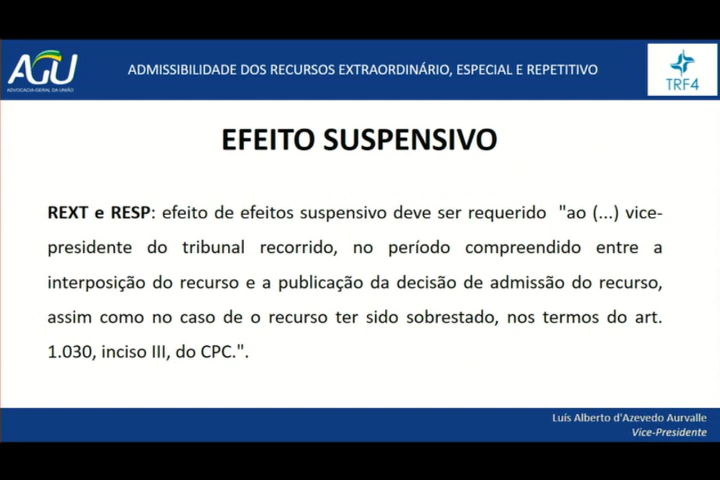 AGU
ADVOCACIA-GERAL DA UNIÃO
ADMISSIBILIDADE DOS RECURSOS EXTRAORDINÁRIO, ESPECIAL E REPETITIVO
TRF4
EFEITO SUSPENSIVO
REXT e RESP: efeito de efeitos suspensivo deve ser requerido "ao (...) vice-
presidente do tribunal recorrido, no período compreendido entre a
interposição do recurso e a publicação da decisão de admissão do recurso,
assim como no caso de o recurso ter sido sobrestado, nos termos do art.
1.030, inciso III, do CPC.".
Luís Alberto d'Azevedo Aurvalle
Vice-Presidente